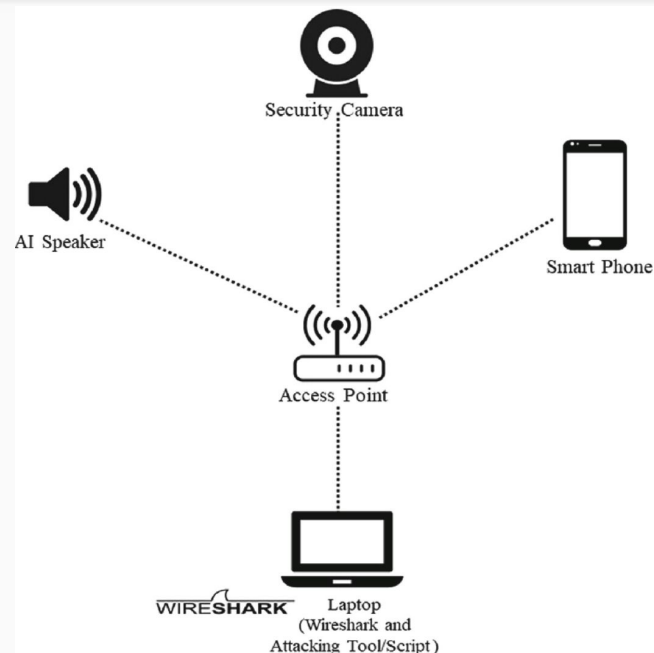 Security Camera
AI Speaker
Smart Phone
Access Point
WIRESHARK
Laptop
(Wireshark and
Attacking Tool/Script)